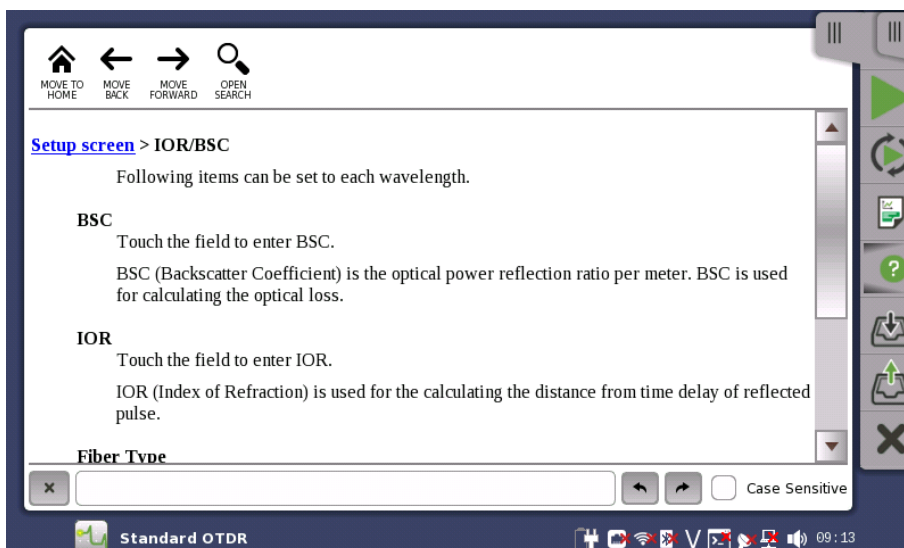 MOVE TO
HOME
MOVE
BACK
MOVE
FORWARD
OPEN
SEARCH
Setup screen > IOR/BSC
Following items can be set to each wavelength.
BSC
Touch the field to enter BSC.
BSC (Backscatter Coefficient) is the optical power reflection ratio per meter. BSC is used
for calculating the optical loss.
IOR
Touch the field to enter IOR.
IOR (Index of Refraction) is used for the calculating the distance from time delay of reflected
pulse.
Fiber Type
Case Sensitive
Standard OTDR
09:13